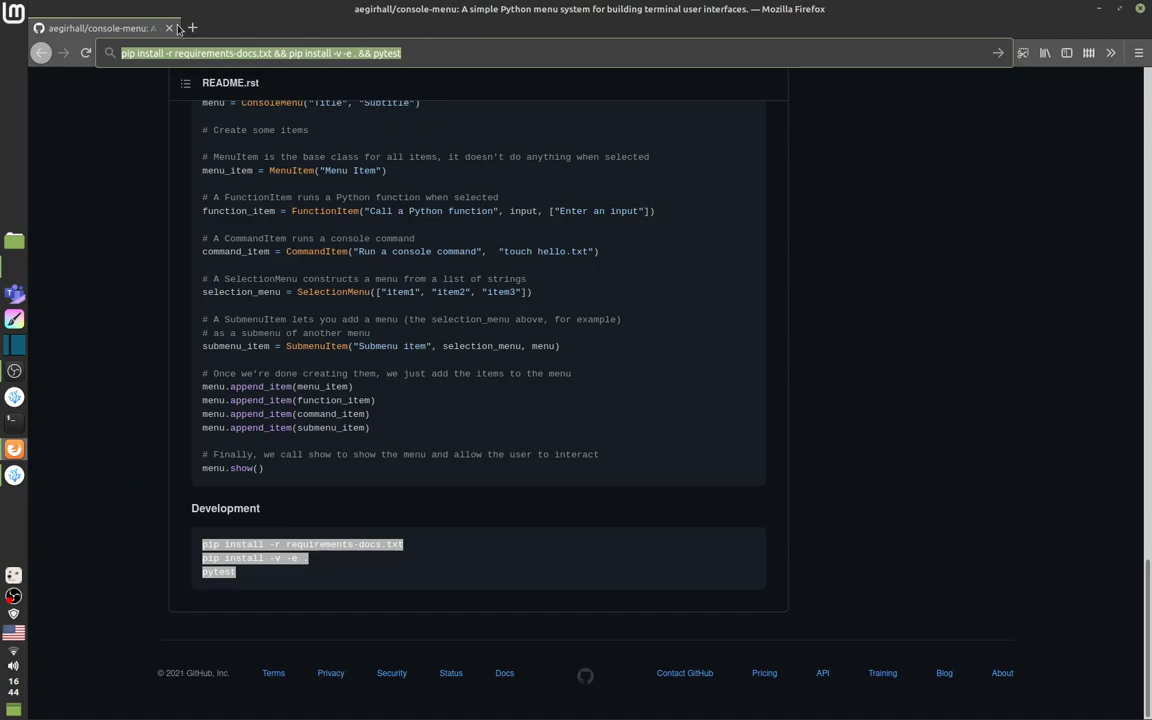 aegirhall/console-menu: A simple Python menu system for building terminal user interfaces. — Mozilla Firefox
aegirhall/console-menu: A
pip install -r requirements-docs.txt && pip install -v -e . && pytest
README.rst
menu = ConsoleMenu("Title", "Subtitle")
# Create some items
# MenuItem is the base class for all items, it doesn't do anything when selected
menu_item = MenuItem("Menu Item")
# A FunctionItem runs a Python function when selected
function_item = FunctionItem("Call a Python function", input, ["Enter an input"])
# A CommandItem runs a console command
command_item = CommandItem("Run a console command",  "touch hello.txt")
# A SelectionMenu constructs a menu from a list of strings
selection_menu = SelectionMenu(["item1", "item2", "item3"])
# A SubmenuItem lets you add a menu (the selection_menu above, for example)
# as a submenu of another menu
submenu_item = SubmenuItem("Submenu item", selection_menu, menu)
# Once we're done creating them, we just add the items to the menu
menu.append_item(menu_item)
menu.append_item(function_item)
menu.append_item(command_item)
menu.append_item(submenu_item)
# Finally, we call show to show the menu and allow the user to interact
menu.show()
Development
pip install -r requirements-docs.txt
pip install -v -e .
pytest
© 2021 GitHub, Inc. Terms Privacy Security Status Docs Contact GitHub Pricing API Training Blog About
16
44